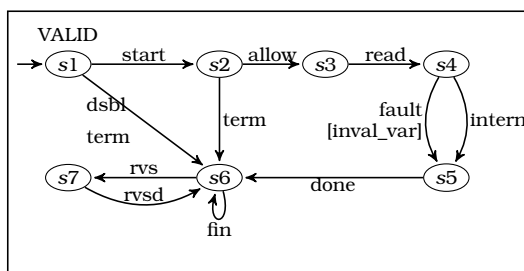 VALID
s1 start s2 allow s3 read s4
dsbl
term
term
fault
[inval_var]
intern
s7 rvs s6 done s5
rvsd
fin